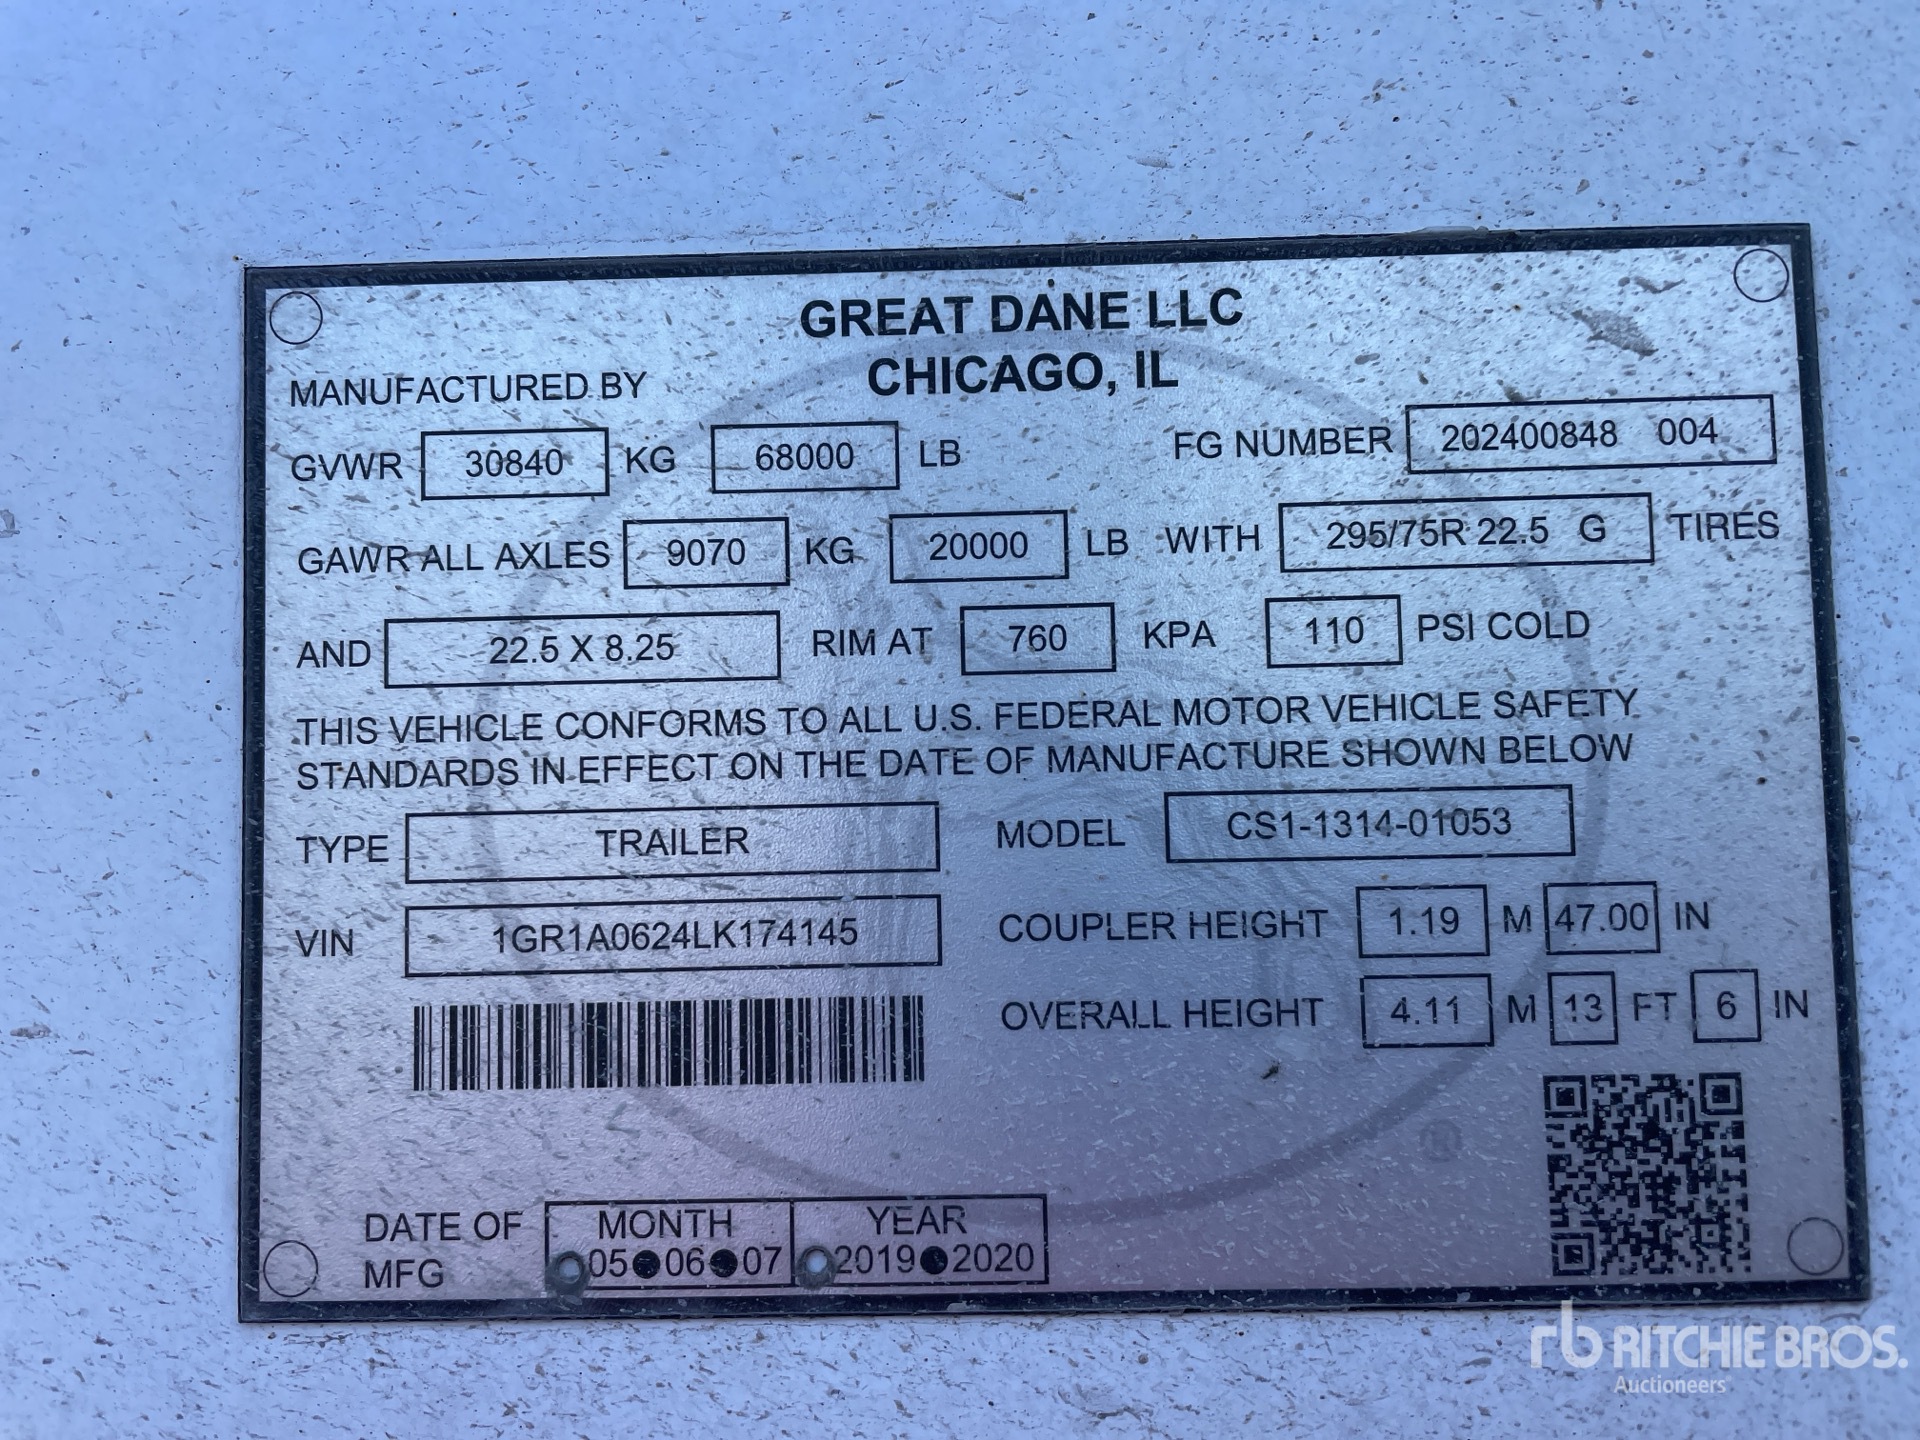 GREAT DANE LLC
MANUFACTURED BY CHICAGO, IL
GVWR 30840 KG 68000 LB FG NUMBER 202400848 004
GAWR ALL AXLES 9070 KG 20000 LB WITH 295/75R 22.5 G TIRES
AND 22.5 X 8.25 RIM AT 760 KPA 110 PSI COLD
THIS VEHICLE CONFORMS TO ALL U.S. FEDERAL MOTOR VEHICLE SAFETY
STANDARDS IN EFFECT ON THE DATE OF MANUFACTURE SHOWN BELOW
TYPE TRAILER MODEL CS1-1314-01053
VIN 1GR1A0624LK174145 COUPLER HEIGHT 1.19 M 47.00 IN
OVERALL HEIGHT 4.11 M 13 FT 6 IN
DATE OF MFG MONTH YEAR
05 06 07 2019 2020
rb RITCHIE BROS.
Auctioneers